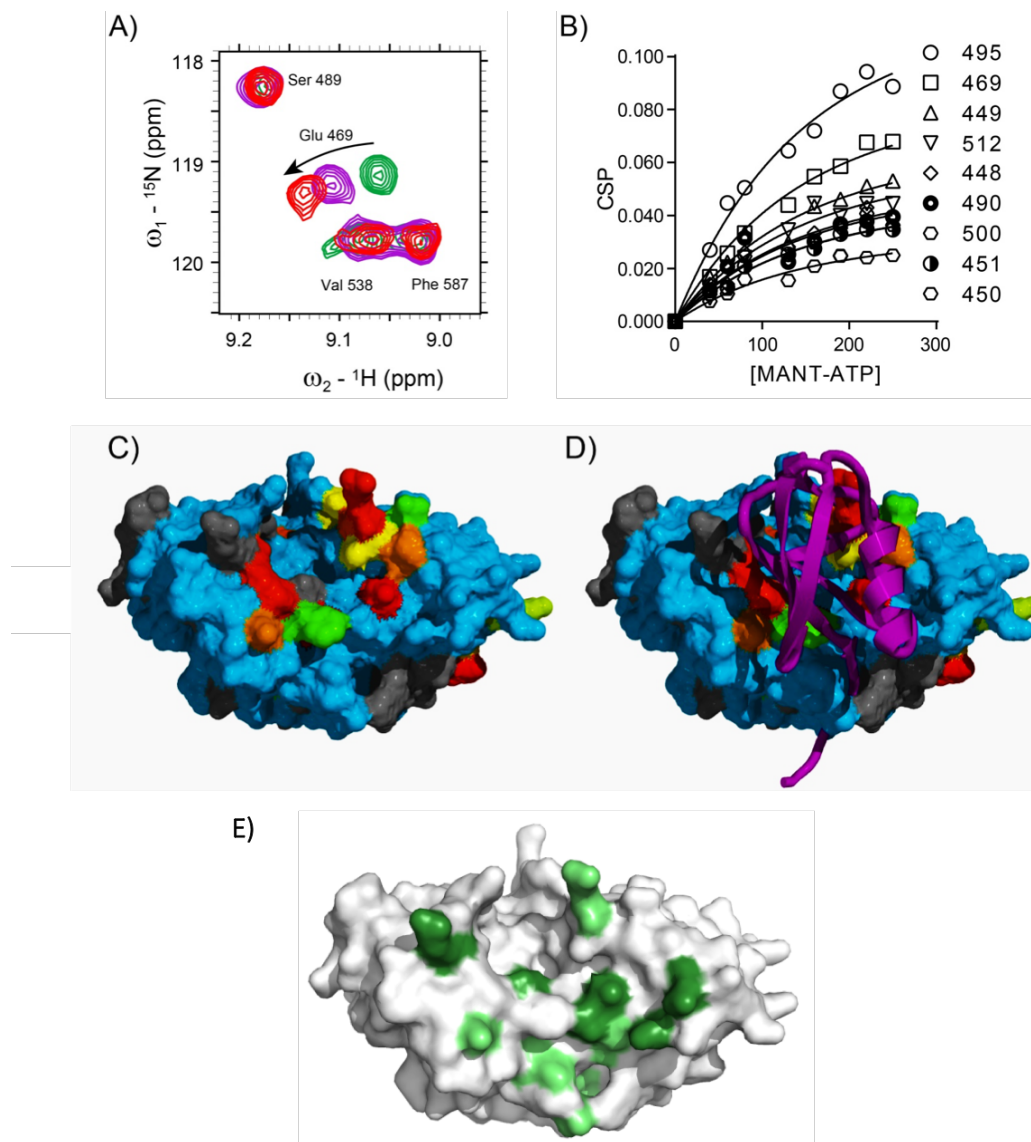 A)
118
119
120
ω1 - 15N (ppm)
Ser 489
Glu 469
Val 538
Phe 587
9.2
9.1
9.0
ω2 - 1H (ppm)
B)
0.100
0.080
0.060
0.040
0.020
0.000
CSP
0
100
200
300
[MANT-ATP]
495
469
449
512
448
490
500
451
450
C)
D)
E)